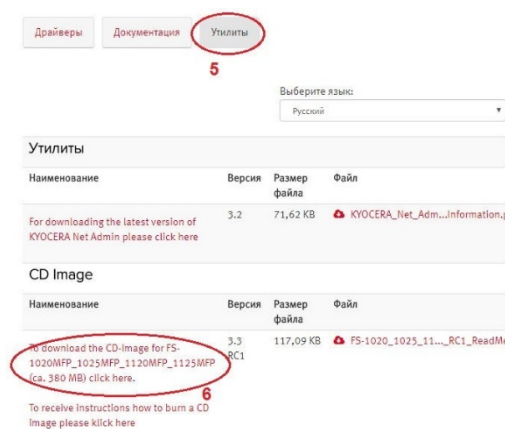 Драйверы Документация Утилиты
5
Выберите язык:
Русский
Утилиты
Наименование Версия Размер файла Файл
For downloading the latest version of
KYOCERA Net Admin please click here
3.2 71,62 KB KYOCERA_Net_Adm...Information.
CD Image
Наименование Версия Размер файла Файл
To download the CD-Image for FS-
1020MFP_1025MFP_1120MFP_1125MFP
(ca. 380 MB) click here.
3.3 RC1 117,09 KB FS-1020_1025_11..._RC1_ReadMe
6
To receive instructions how to burn a CD
image please klick here